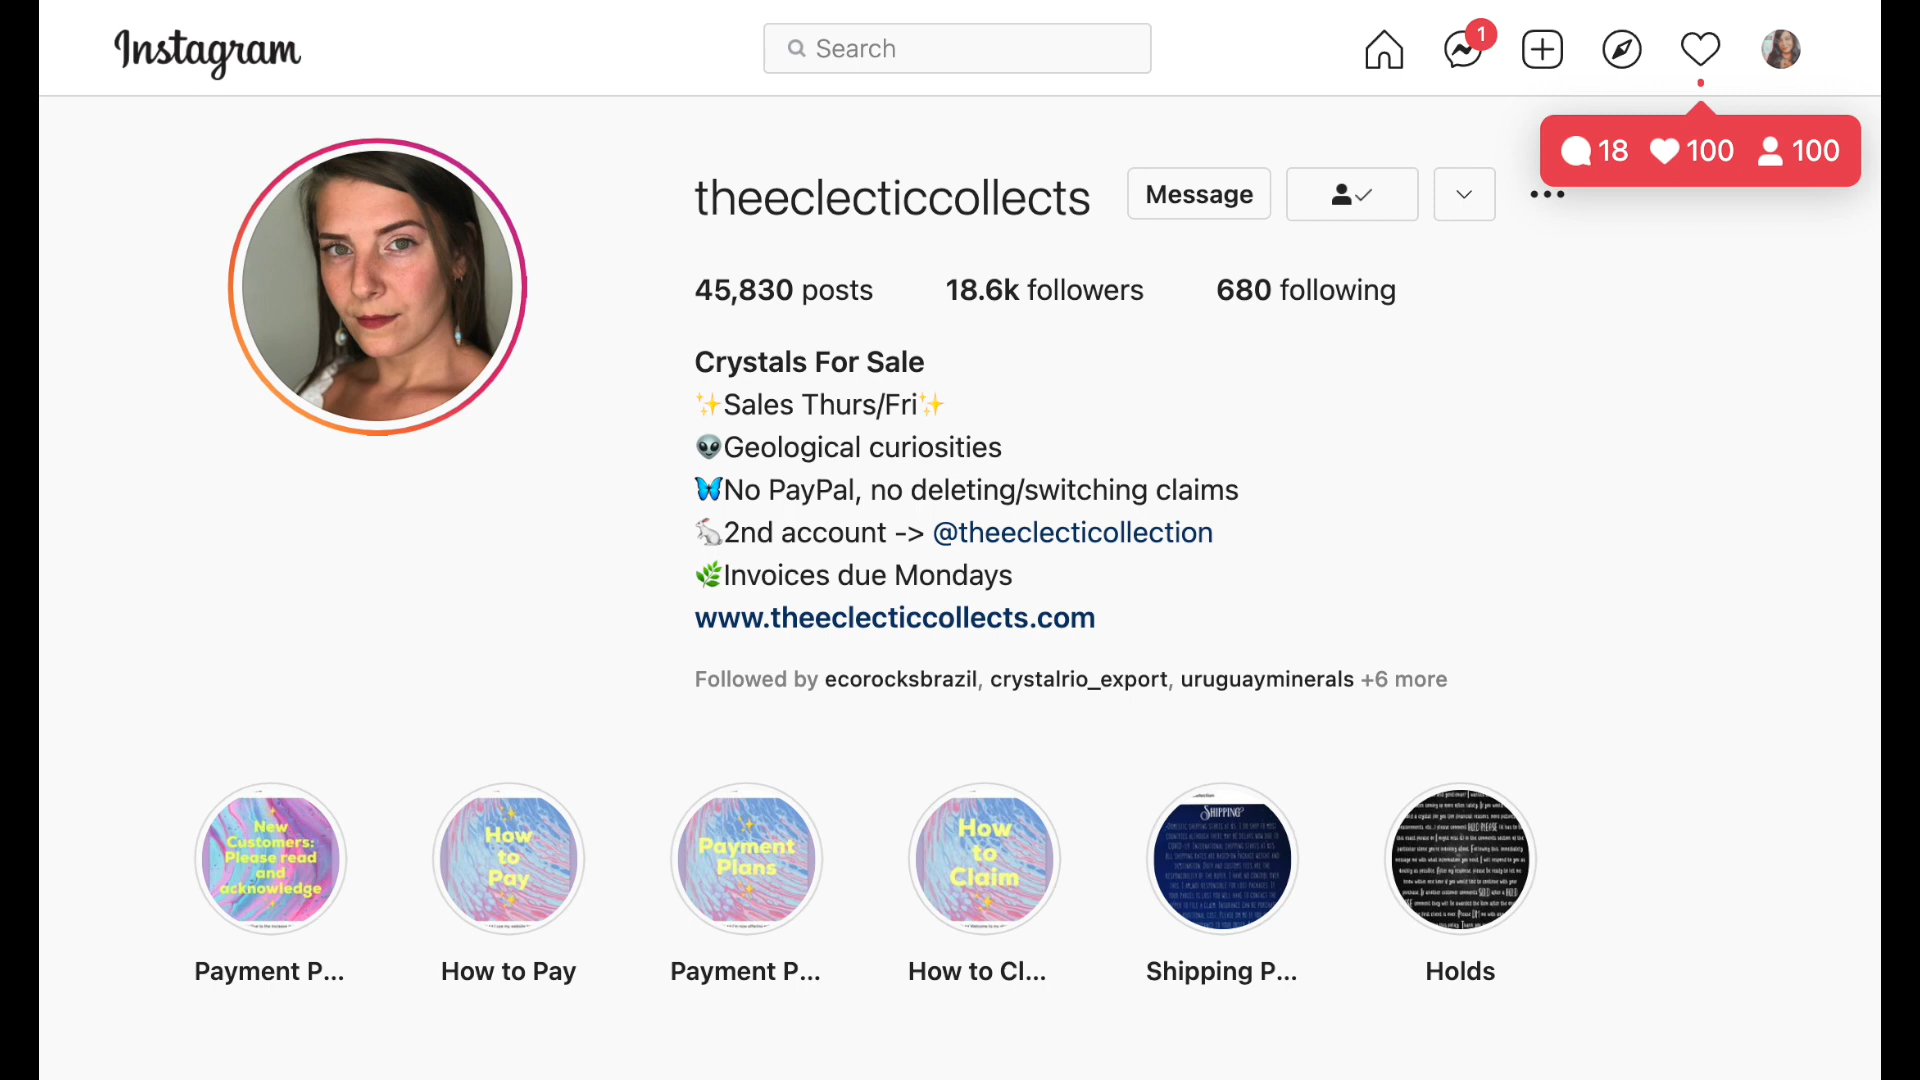 Instagram
Search
1
18 100 100
theeclecticcollects
Message
45,830 posts 18.6k followers 680 following
Crystals For Sale
✨Sales Thurs/Fri✨
👽Geological curiosities
🦋No PayPal, no deleting/switching claims
🐇2nd account -> @theeclecticollection
🌿Invoices due Mondays
www.theeclecticcollects.com
Followed by ecorocksbrazil, crystalrio_export, uruguayminerals +6 more
New
Customers:
Please read
and
acknowledge
How
to
Pay
Payment
Plans
How
to
Claim
Shipping
Payment P...
How to Pay
Payment P...
How to Cl...
Shipping P...
Holds